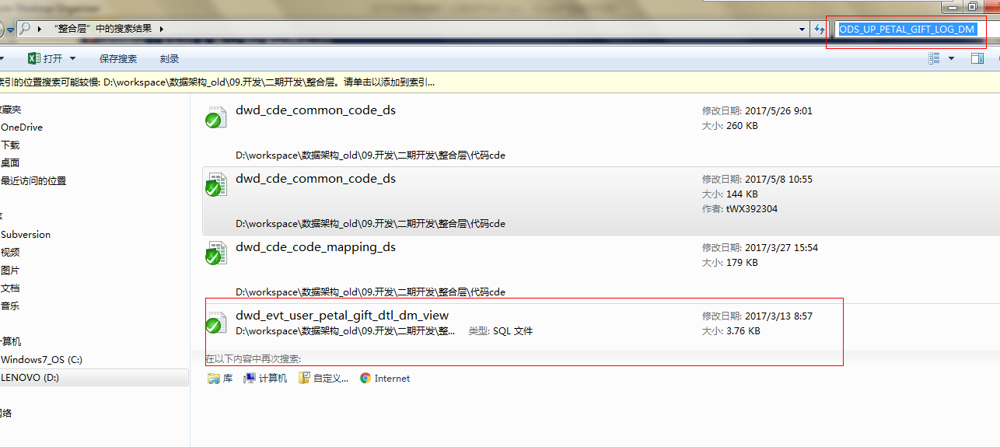 "整合层" 中的搜索结果
ODS_UP_PETAL_GIFT_LOG_DM
打开
保存搜索
刻录
索引的位置搜索可能较慢: D:\workspace\数据架构_old\09.开发\二期开发\整合层。请单击以添加到索引...
收藏夹
OneDrive
下载
桌面
最近访问的位置
库
Subversion
视频
图片
文档
音乐
计算机
Windows7_OS (C:)
LENOVO (D:)
网络
dwd_cde_common_code_ds
修改日期: 2017/5/26 9:01
大小: 260 KB
D:\workspace\数据架构_old\09.开发\二期开发\整合层\代码cde
dwd_cde_common_code_ds
修改日期: 2017/5/8 10:55
大小: 144 KB
作者: tWX392304
D:\workspace\数据架构_old\09.开发\二期开发\整合层\代码cde
dwd_cde_code_mapping_ds
修改日期: 2017/3/27 15:54
大小: 179 KB
D:\workspace\数据架构_old\09.开发\二期开发\整合层\代码cde
dwd_evt_user_petal_gift_dtl_dm_view
修改日期: 2017/3/13 8:57
D:\workspace\数据架构_old\09.开发\二期开发\整... 类型: SQL 文件
大小: 3.76 KB
在以下内容中再次搜索:
库 计算机 自定义... Internet